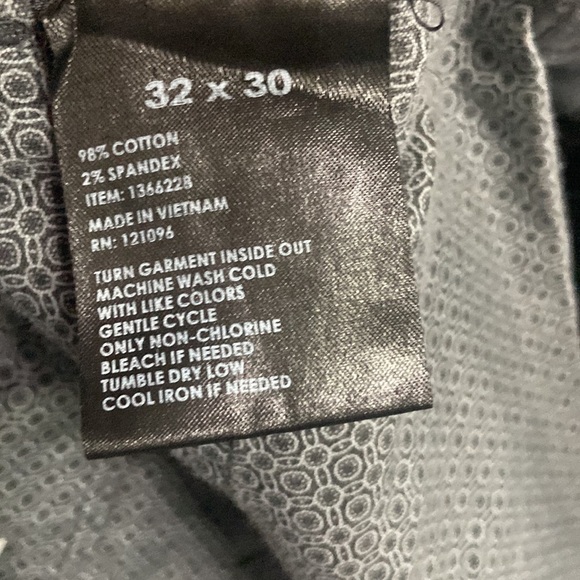 32 x 30
98% COTTON
2% SPANDEX
ITEM: 1366228
MADE IN VIETNAM
RN: 121096
TURN GARMENT INSIDE OUT
MACHINE WASH COLD
WITH LIKE COLORS
GENTLE CYCLE
ONLY NON-CHLORINE
BLEACH IF NEEDED
TUMBLE DRY LOW
COOL IRON IF NEEDED